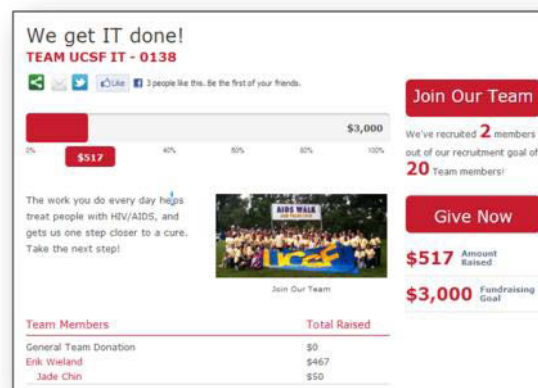 We get IT done!
TEAM UCSF IT - 0138
Like
3 people like this. Be the first of your friends.
$3,000
0%
$517
40%
60%
80%
100%
The work you do every day helps
treat people with HIV/AIDS, and
gets us one step closer to a cure.
Take the next step!
AIDS WALK
UCSF
Join Our Team
Team Members
Total Raised
General Team Donation
$0
Erik Wieland
$467
Jade Chin
$50
Join Our Team
We've recruited 2 members
out of our recruitment goal of
20 Team members!
Give Now
$517 Amount
Raised
$3,000 Fundraising
Goal